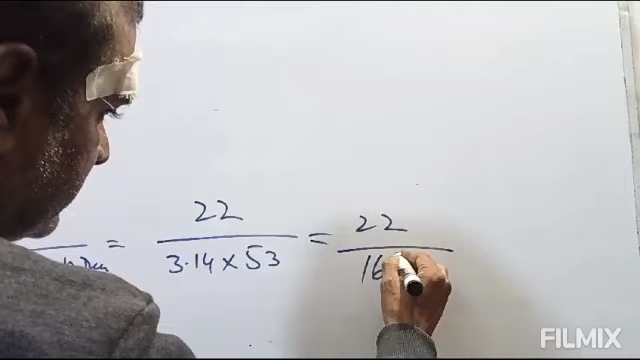 = 22 / 3.14 × 53 = 22 / 16
FILMIX